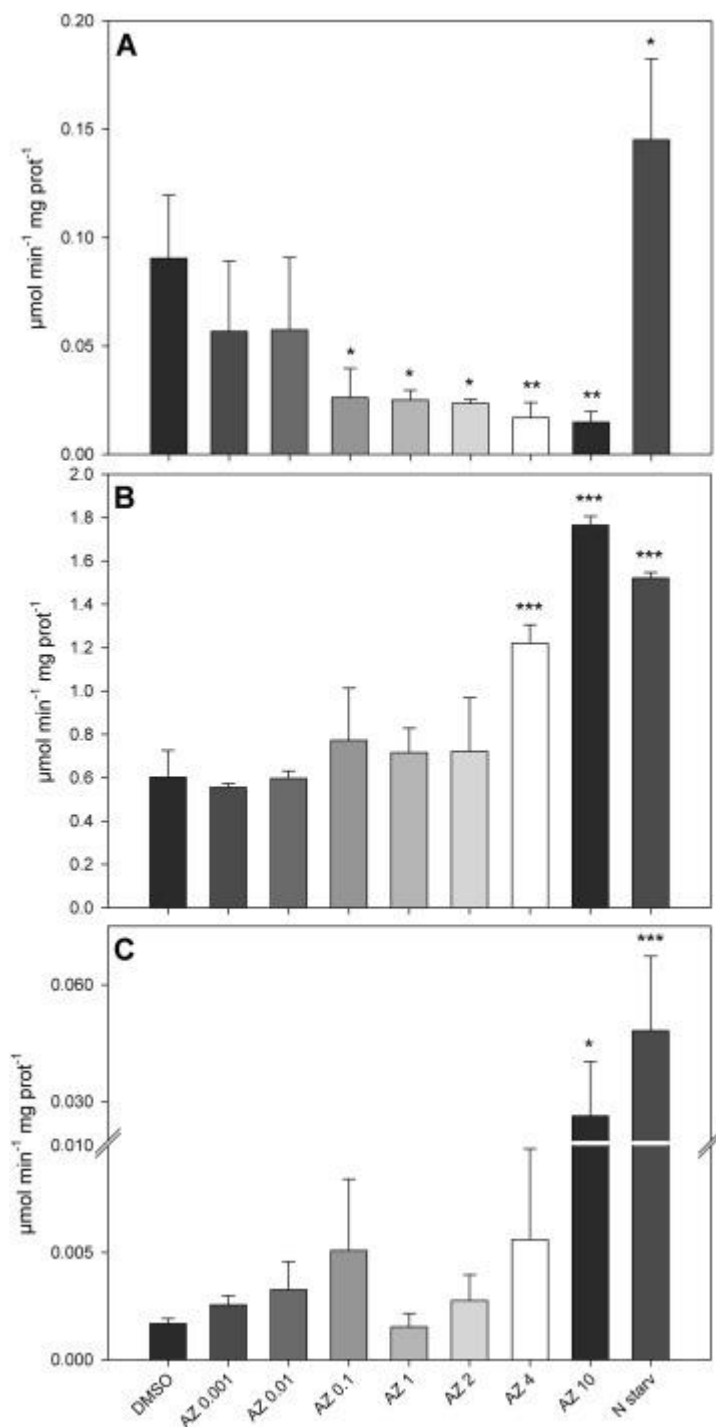 A
0.20
0.15
0.10
0.05
0.00
µmol min⁻¹ mg prot⁻¹
*
*
*
**
**
*
B
2.0
1.8
1.6
1.4
1.2
1.0
0.8
0.6
0.4
0.2
0.0
µmol min⁻¹ mg prot⁻¹
***
***
***
C
0.060
0.030
0.010
0.005
0.000
µmol min⁻¹ mg prot⁻¹
*
***
DMSO
AZ 0.001
AZ 0.01
AZ 0.1
AZ 1
AZ 2
AZ 4
AZ 10
N starv